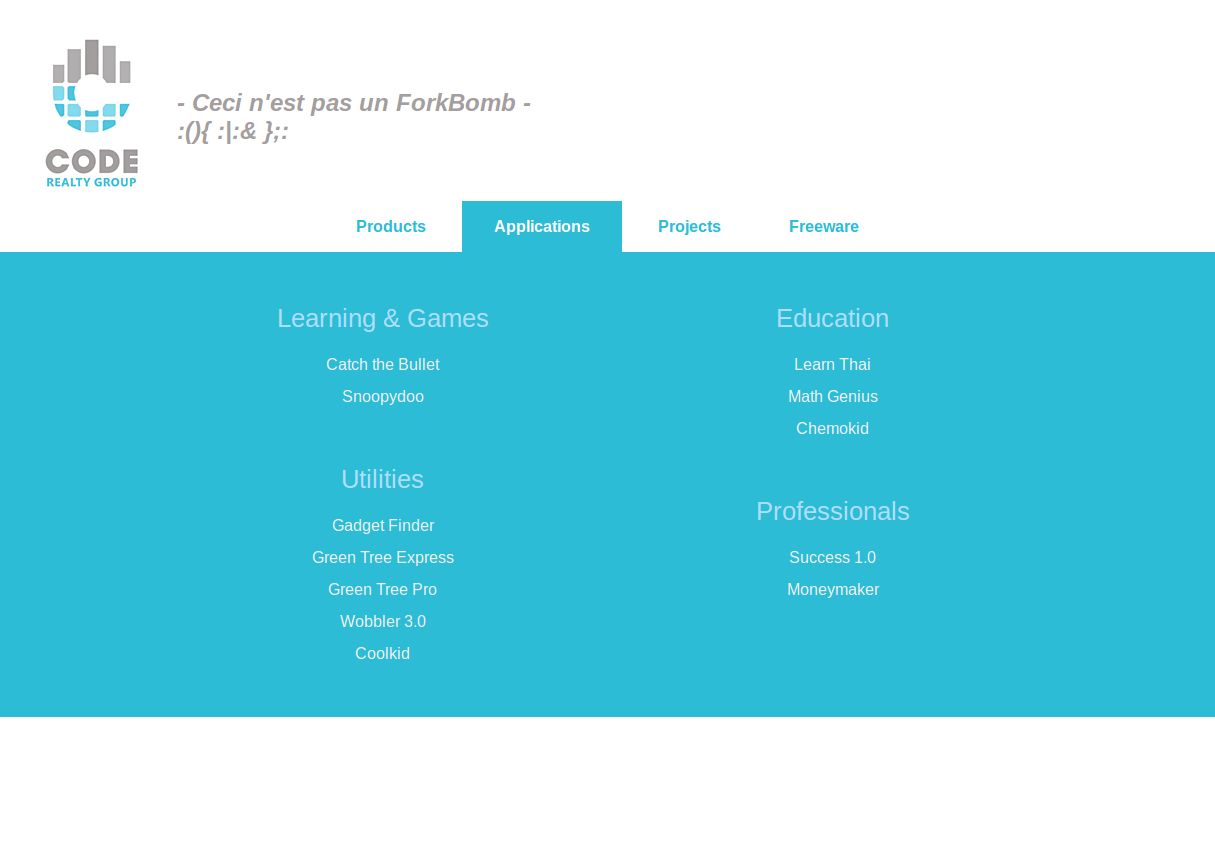 - Ceci n'est pas un ForkBomb -
:(){ :|:& };:
CODE
REALTY GROUP
Products
Applications
Projects
Freeware
Learning & Games
Catch the Bullet
Snoopydoo
Utilities
Gadget Finder
Green Tree Express
Green Tree Pro
Wobbler 3.0
Coolkid
Education
Learn Thai
Math Genius
Chemokid
Professionals
Success 1.0
Moneymaker